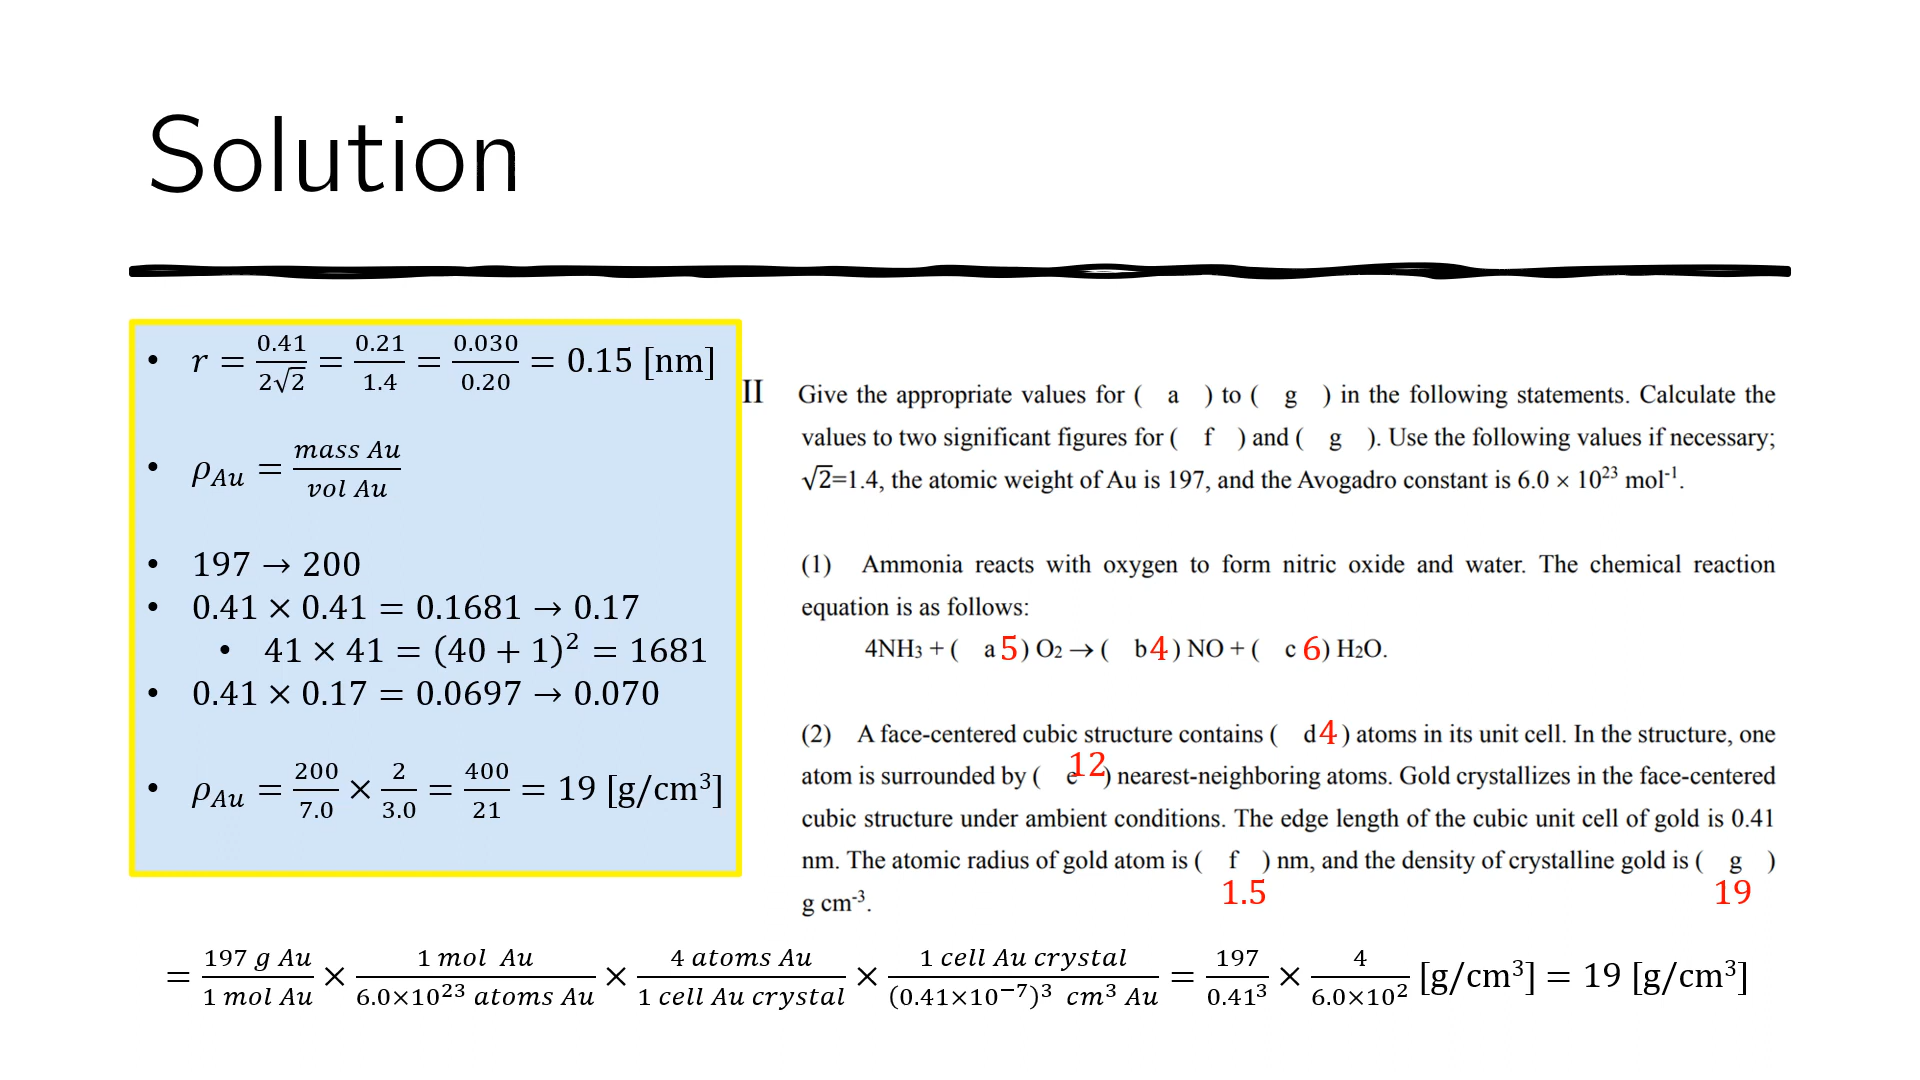 Solution
• r = 0.41/2√2 = 0.21/1.4 = 0.030/0.20 = 0.15 [nm]
• ρAu = mass Au/vol Au
• 197 → 200
• 0.41 × 0.41 = 0.1681 → 0.17
• 41 × 41 = (40 + 1)² = 1681
• 0.41 × 0.17 = 0.0697 → 0.070
• ρAu = 200/7.0 × 2/3.0 = 400/21 = 19 [g/cm³]
II Give the appropriate values for ( a ) to ( g ) in the following statements. Calculate the
values to two significant figures for ( f ) and ( g ). Use the following values if necessary;
√2=1.4, the atomic weight of Au is 197, and the Avogadro constant is 6.0 × 10²³ mol⁻¹.
(1) Ammonia reacts with oxygen to form nitric oxide and water. The chemical reaction
equation is as follows:
4NH₃ + ( a 5 ) O₂ → ( b 4 ) NO + ( c 6 ) H₂O.
(2) A face-centered cubic structure contains ( d 4 ) atoms in its unit cell. In the structure, one
atom is surrounded by ( e 12 ) nearest-neighboring atoms. Gold crystallizes in the face-centered
cubic structure under ambient conditions. The edge length of the cubic unit cell of gold is 0.41
nm. The atomic radius of gold atom is ( f ) nm, and the density of crystalline gold is ( g )
1.5 19
g cm⁻³.
= 197 g Au/1 mol Au × 1 mol Au/6.0×10²³ atoms Au × 4 atoms Au/1 cell Au crystal × 1 cell Au crystal/(0.41×10⁻⁷)³ cm³ Au = 197/0.41³ × 4/6.0×10² [g/cm³] = 19 [g/cm³]